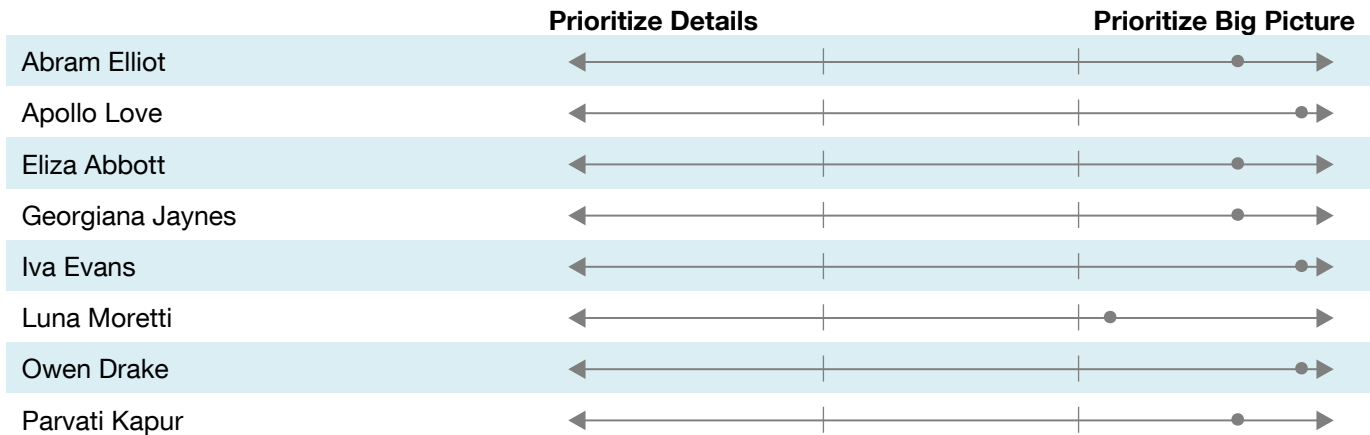 Prioritize Details Prioritize Big Picture
Abram Elliot
Apollo Love
Eliza Abbott
Georgiana Jaynes
Iva Evans
Luna Moretti
Owen Drake
Parvati Kapur